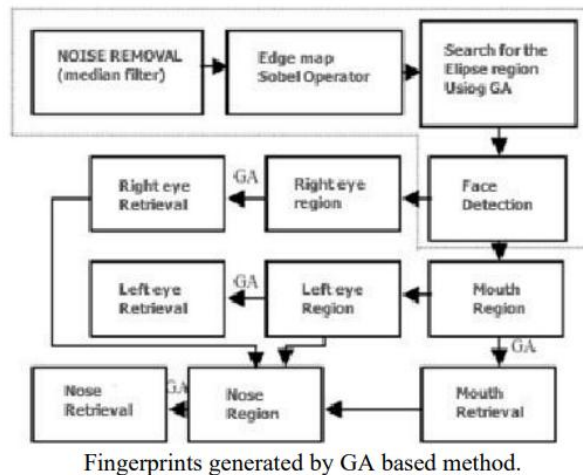 NOISE REMOVAL
(median filter)
Edge map
Sobel Operator
Search for the
Elipse region
Usiog GA
Right eye
Retrieval
GA
Right eye
region
Face
Detection
Left eye
Retrieval
GA
Left eye
Region
Mouth
Region
GA
Nose
Retrieval
GA
Nose
Region
Mouth
Retrieval
Fingerprints generated by GA based method.